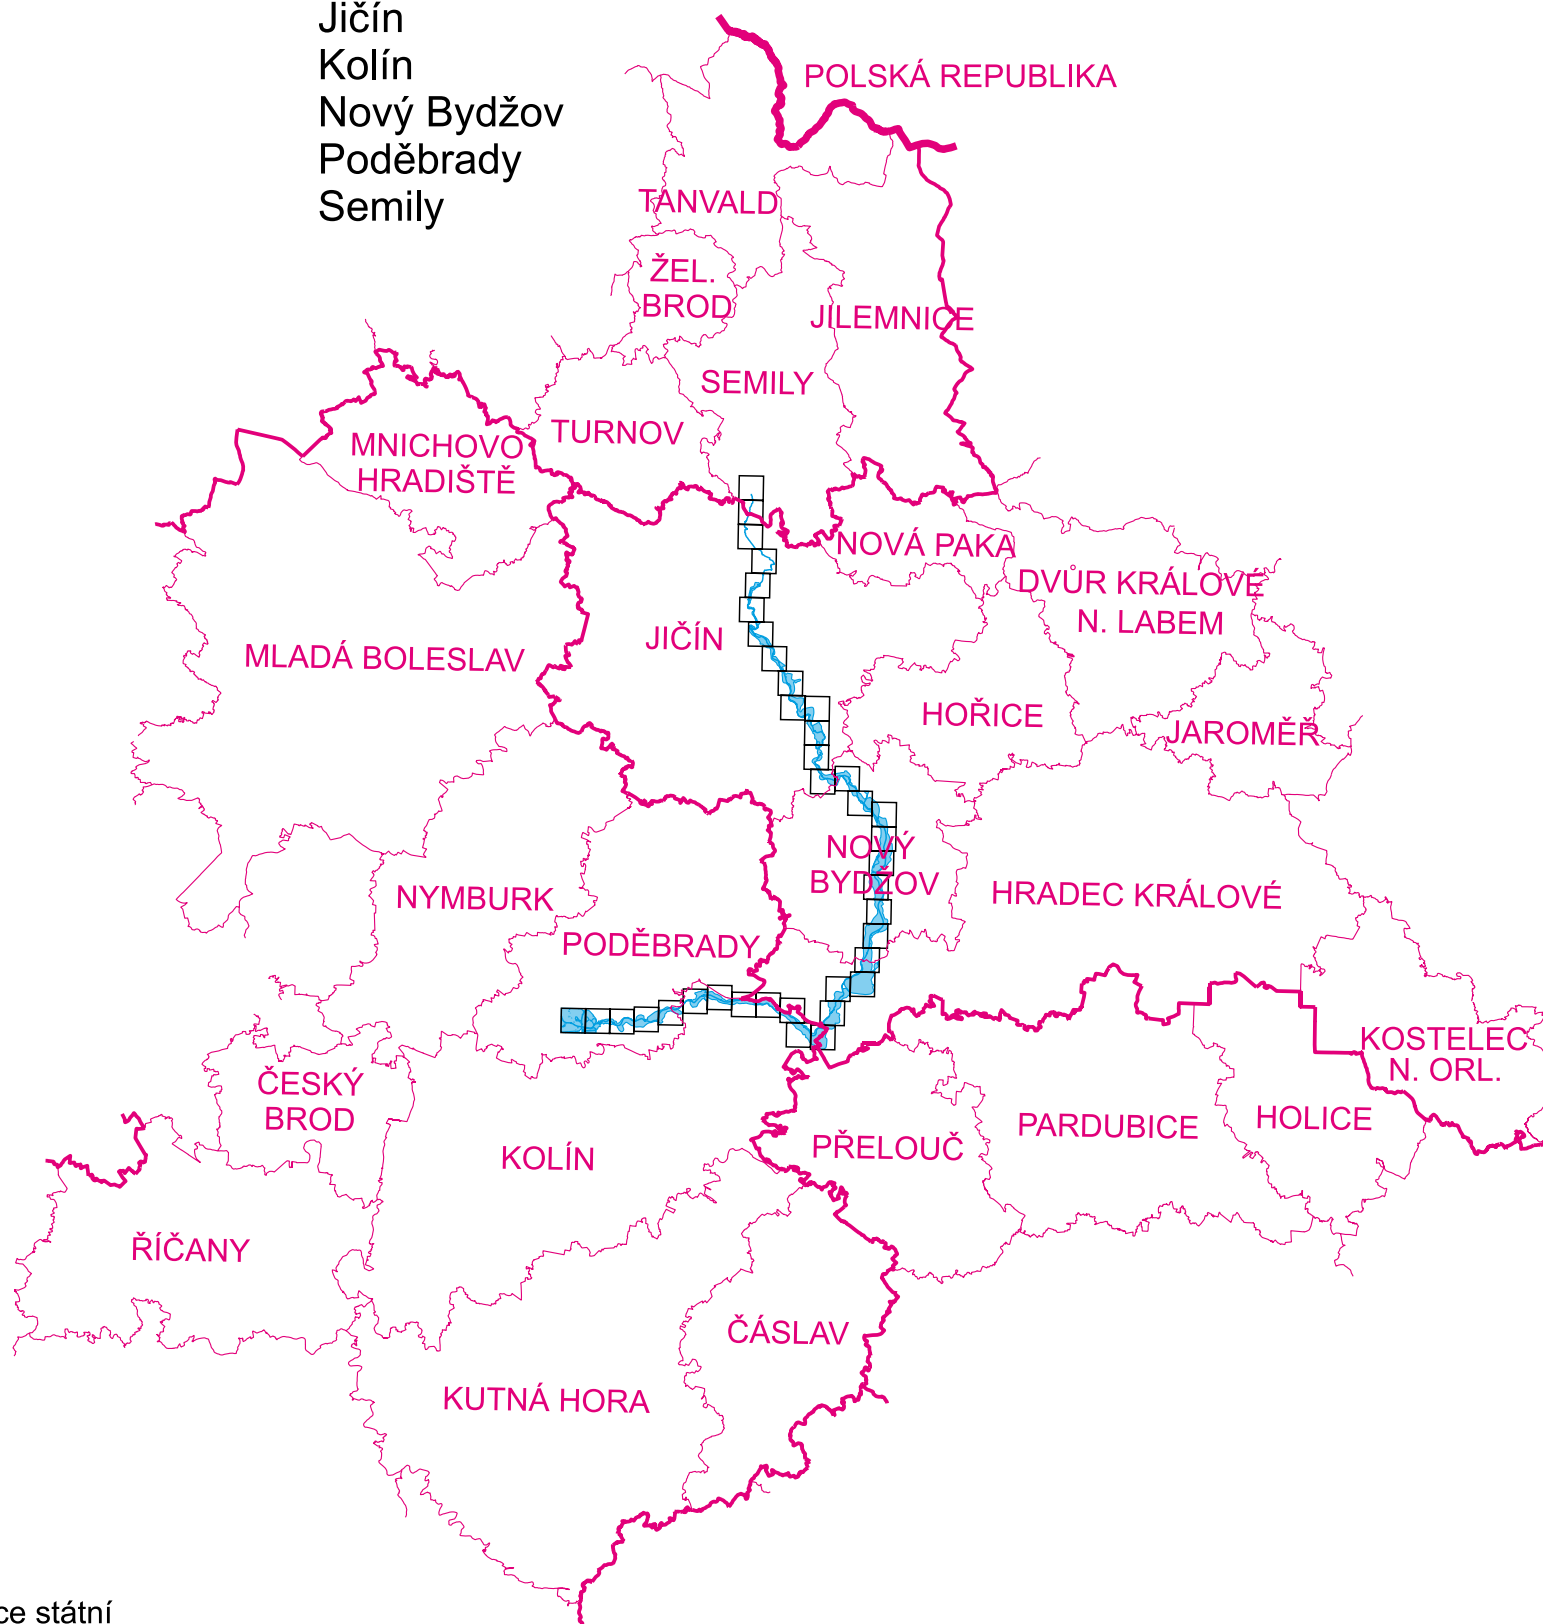 Jičín
Kolín
Nový Bydžov
Poděbrady
Semily
POLSKÁ REPUBLIKA
TANVALD
ŽEL.
BROD
JILEMNICE
SEMILY
TURNOV
MNICHOVO
HRADIŠTĚ
NOVÁ PAKA
DVŮR KRÁLOVÉ
N. LABEM
JIČÍN
MLADÁ BOLESLAV
HOŘICE
JAROMĚŘ
NOVÝ
BYDŽOV
HRADEC KRÁLOVÉ
NYMBURK
PODĚBRADY
KOSTELEC
N. ORL.
ČESKÝ
BROD
HOLICE
PARDUBICE
PŘELOUČ
KOLÍN
ŘÍČANY
ČÁSLAV
KUTNÁ HORA
ce státní